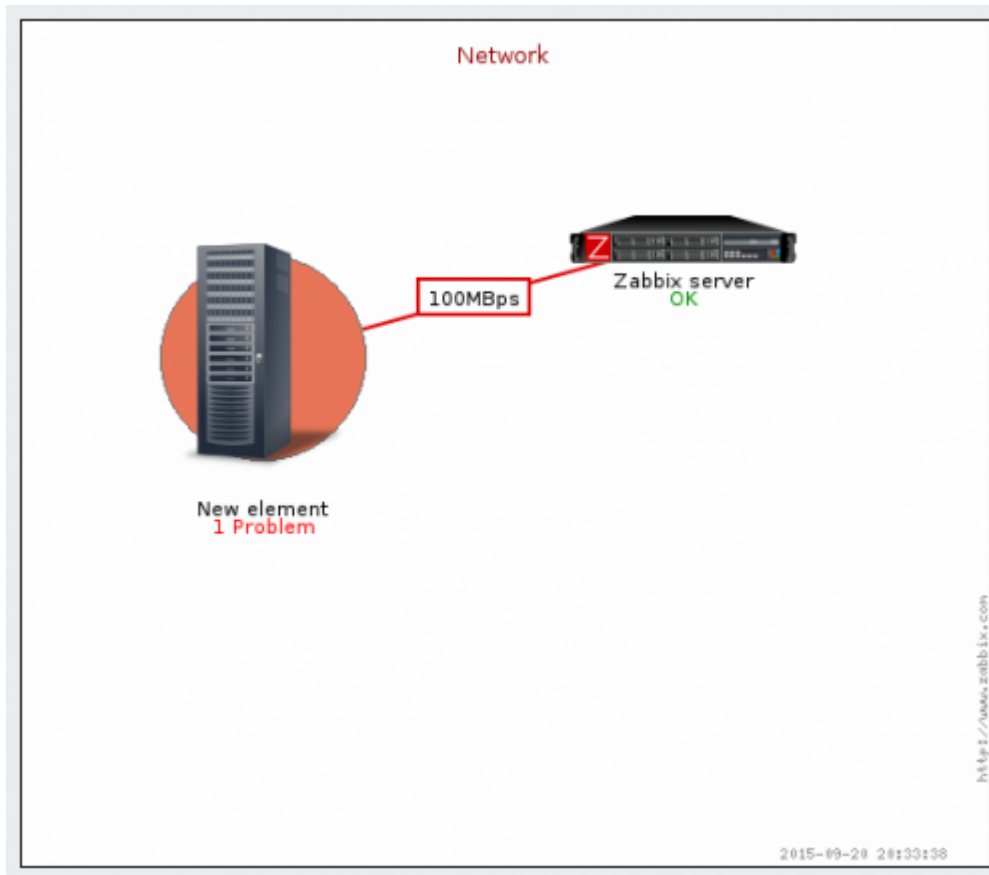 Network
Z
Zabbix server
OK
100MBps
New element
1 Problem
http://www.zabbix.com
2015-09-20 20:33:38